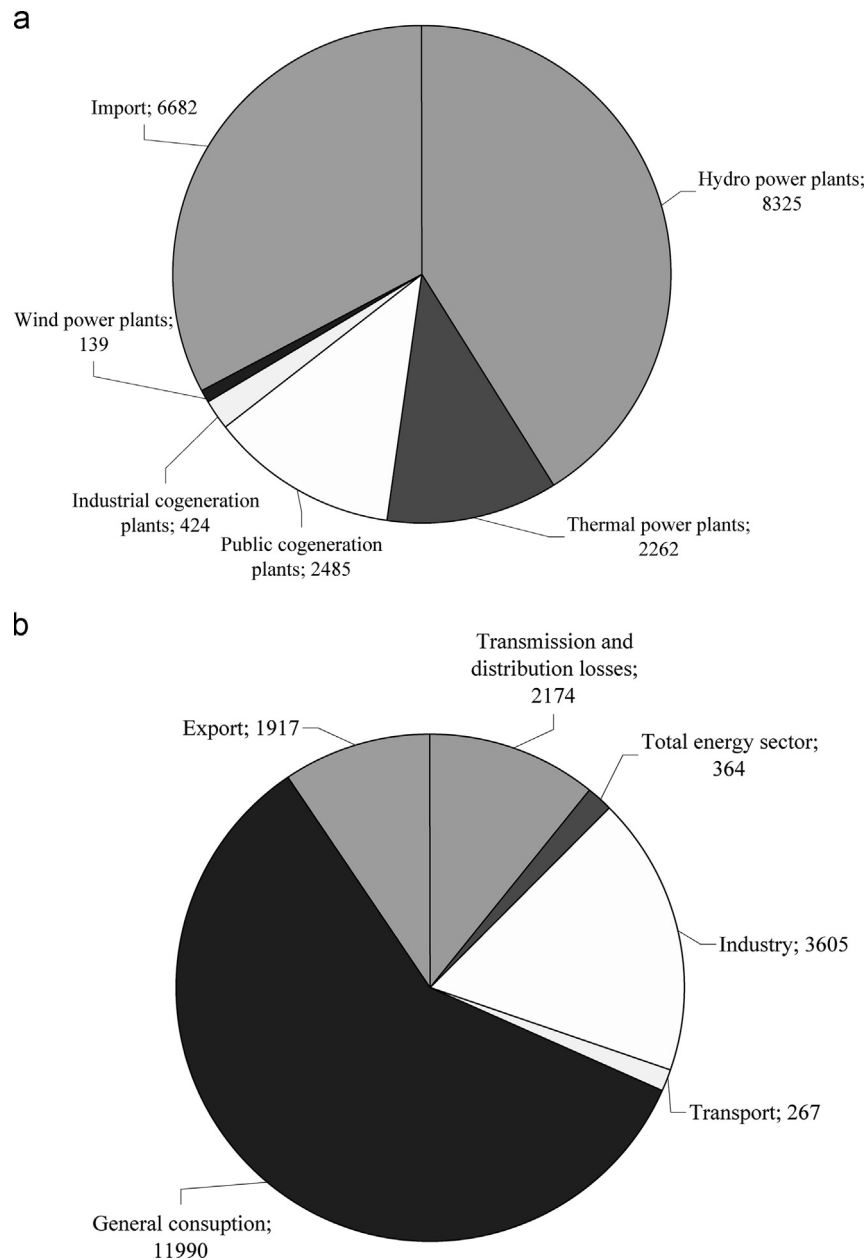 a
Import; 6682
Hydro power plants;
8325
Wind power plants;
139
Industrial cogeneration
plants; 424
Public cogeneration
plants; 2485
Thermal power plants;
2262
b
Transmission and
distribution losses;
2174
Export; 1917
Total energy sector;
364
Industry; 3605
Transport; 267
General consuption;
11990